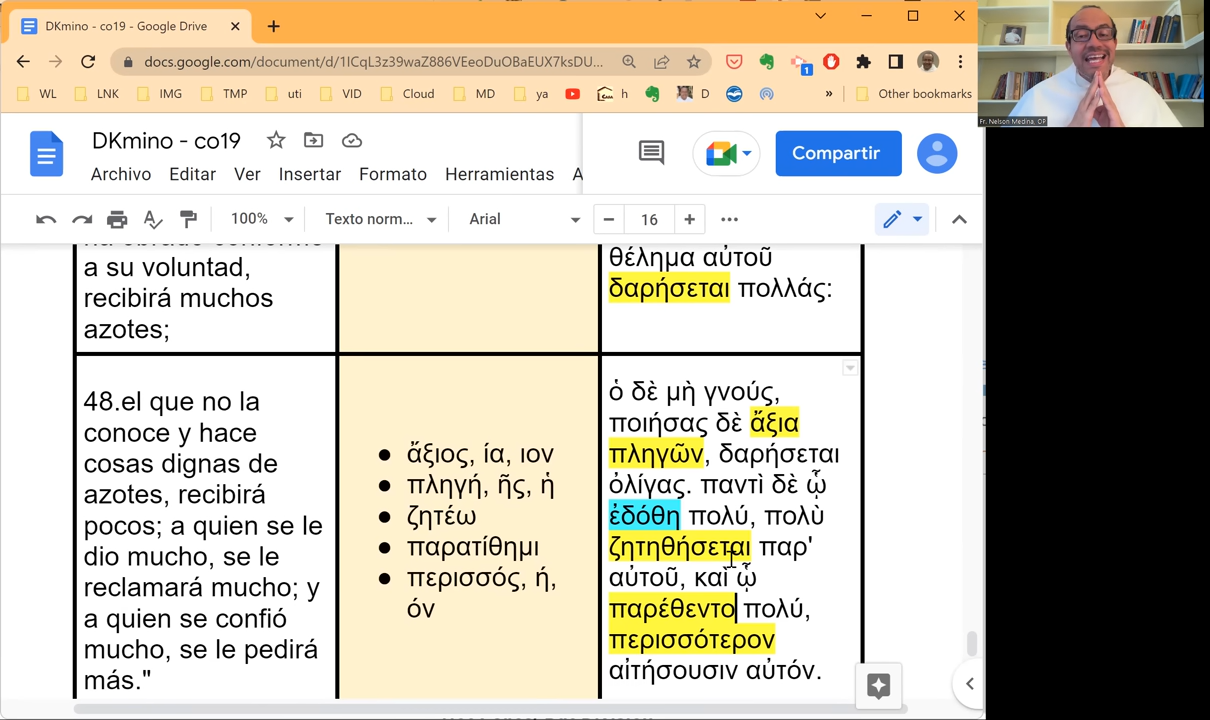 DKmino - co19 - Google Drive
docs.google.com/document/d/1ICqL3z39waZ886VEeoDuOBaEUX7ksDU...
1
WL LNK IMG TMP uti VID Cloud MD ya h D » Other bookmarks
DKmino - co19
Compartir
Archivo Editar Ver Insertar Formato Herramientas A
100% Texto norm... Arial 16
Fr. Nelson Medina, OP
a su voluntad,
recibirá muchos
azotes;
θέλημα αὐτοῦ
δαρήσεται πολλάς:
48.el que no la
conoce y hace
cosas dignas de
azotes, recibirá
pocos; a quien se le
dio mucho, se le
reclamará mucho; y
a quien se confió
mucho, se le pedirá
más."
● ἄξιος, ία, ιον
● πληγή, ῆς, ἡ
● ζητέω
● παρατίθημι
● περισσός, ή,
όν
ὁ δὲ μὴ γνούς,
ποιήσας δὲ ἄξια
πληγῶν, δαρήσεται
ὀλίγας. παντὶ δὲ ᾧ
ἐδόθη πολύ, πολὺ
ζητηθήσεται παρ'
αὐτοῦ, καὶ ᾧ
παρέθεντο πολύ,
περισσότερον
αἰτήσουσιν αὐτόν.